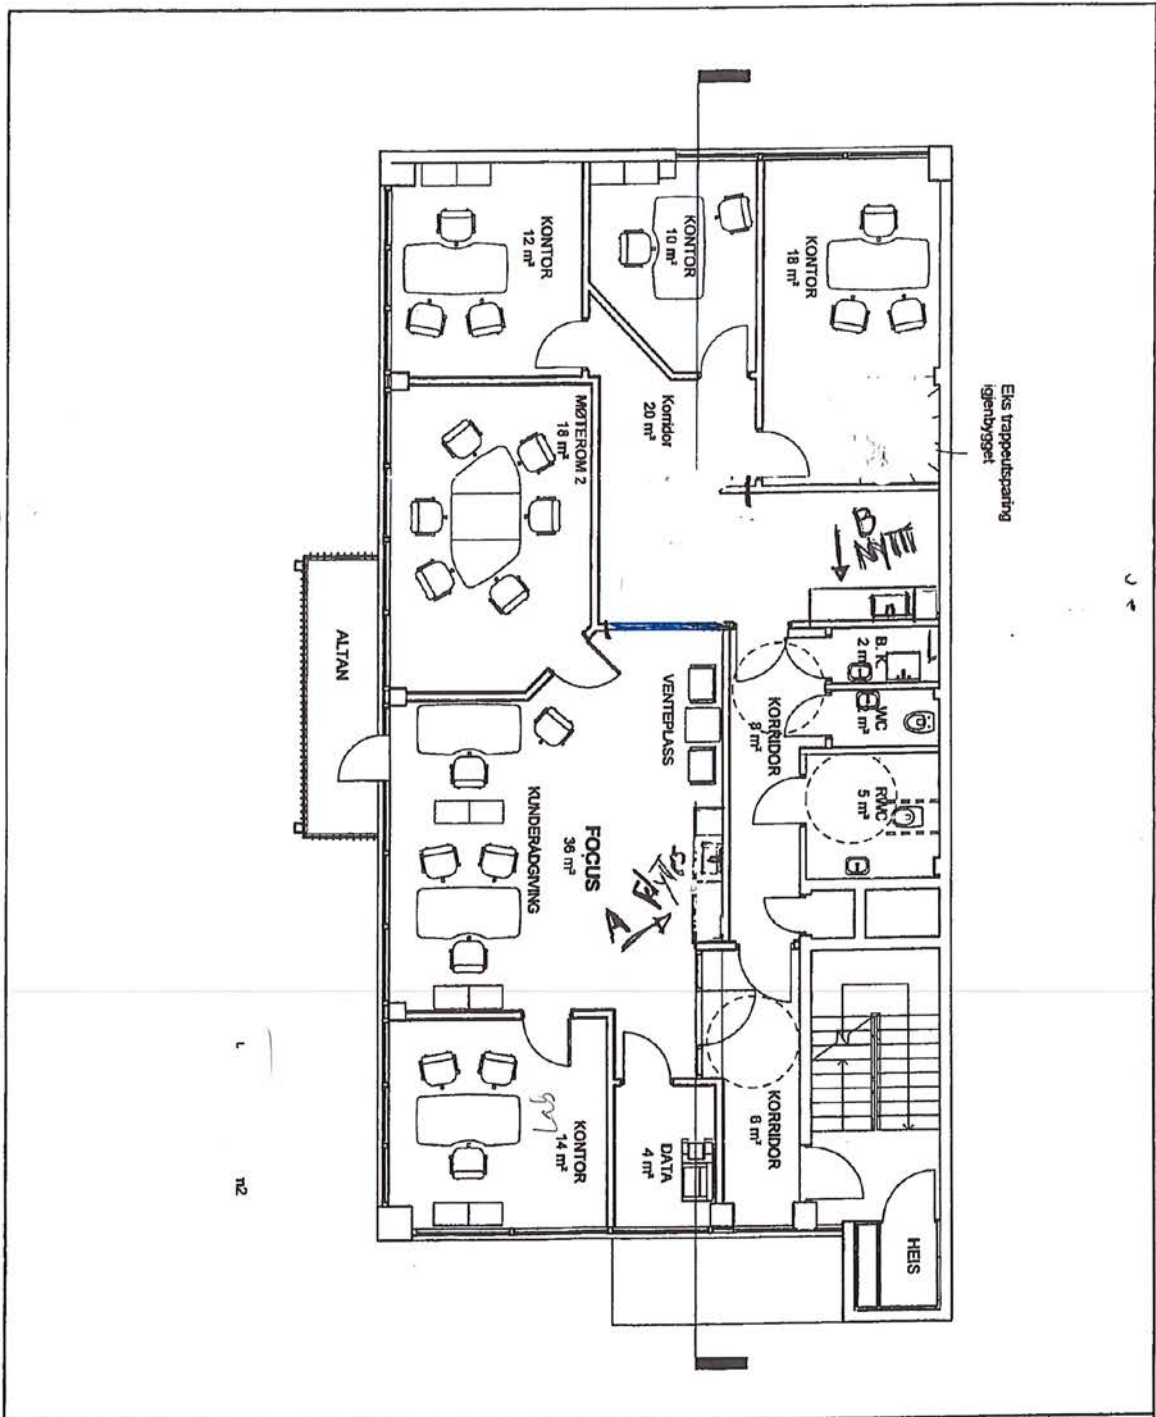 Eks trappeutsparing
igjenbygget
KONTOR
18 m²
KONTOR
10 m²
KONTOR
12 m²
Korridor
20 m²
MØTEROM 2
18 m²
B
B. K.
2 m²
WC
2 m²
RWC
5 m²
KORRIDOR
8 m²
VENTEPLASS
FOCUS
36 m²
KUNDERÅDGIVING
A
ALTAN
KORRIDOR
6 m²
DATA
4 m²
KONTOR
14 m²
HEIS